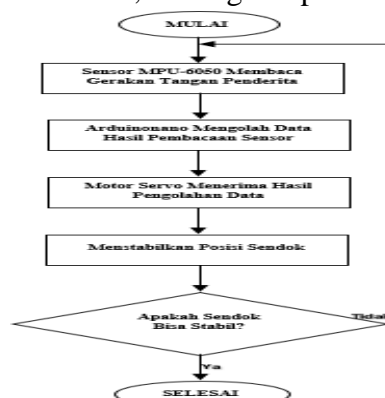 MULAI
Sensor MPU-6050 Membaca
Gerakan Tangan Penderita
Arduinonano Mengolah Data
Hasil Pembacaan Sensor
Motor Servo Menerima Hasil
Pengolahan Data
Menstabilkan Posisi Sendok
Apakah Sendok
Bisa Stabil?
Tidak
Ya
SELESAI